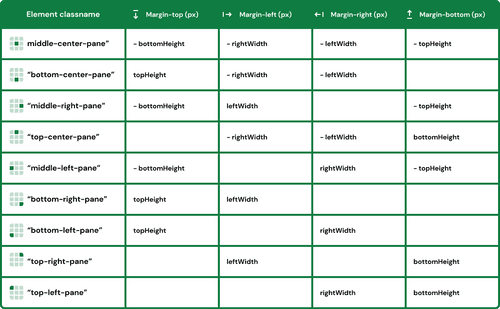 Element classname Margin-top (px) Margin-left (px) Margin-right (px) Margin-bottom (px)
middle-center-pane” - bottomHeight - rightWidth - leftWidth - topHeight
“bottom-center-pane” topHeight - rightWidth - leftWidth
“middle-right-pane” - bottomHeight leftWidth - topHeight
“top-center-pane” - rightWidth - leftWidth bottomHeight
“middle-left-pane” - bottomHeight rightWidth - topHeight
“bottom-right-pane” topHeight leftWidth
“bottom-left-pane” topHeight rightWidth
“top-right-pane” leftWidth bottomHeight
“top-left-pane” rightWidth bottomHeight